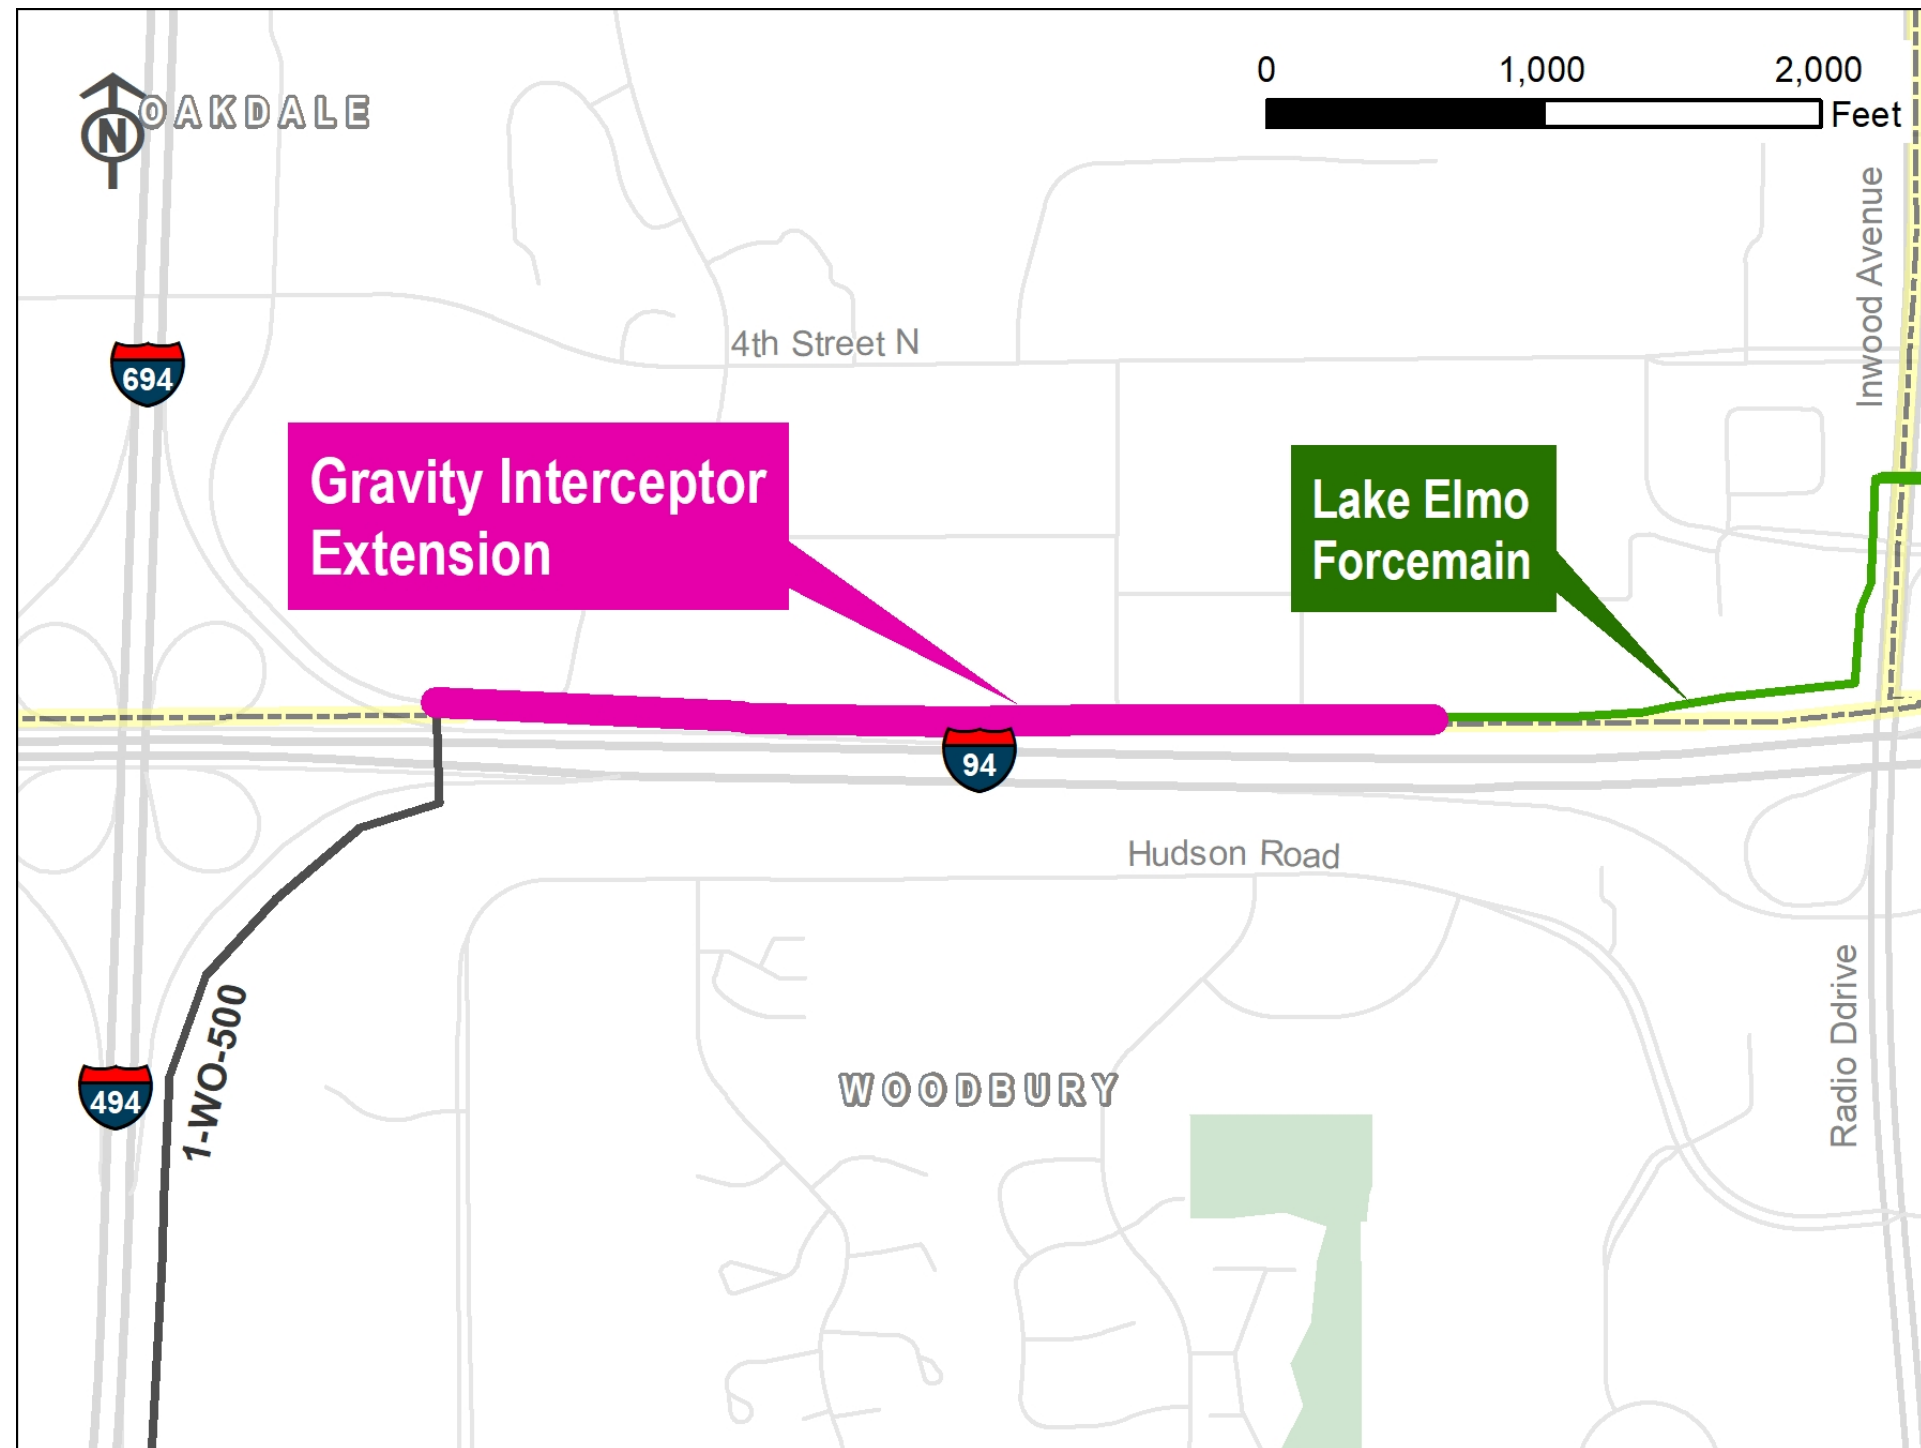 0 1,000 2,000
Feet
N
OAKDALE
Inwood Avenue
4th Street N
694
Gravity Interceptor
Extension
Lake Elmo
Forcemain
94
Hudson Road
Radio Ddrive
1-WO-500
494
WOODBURY